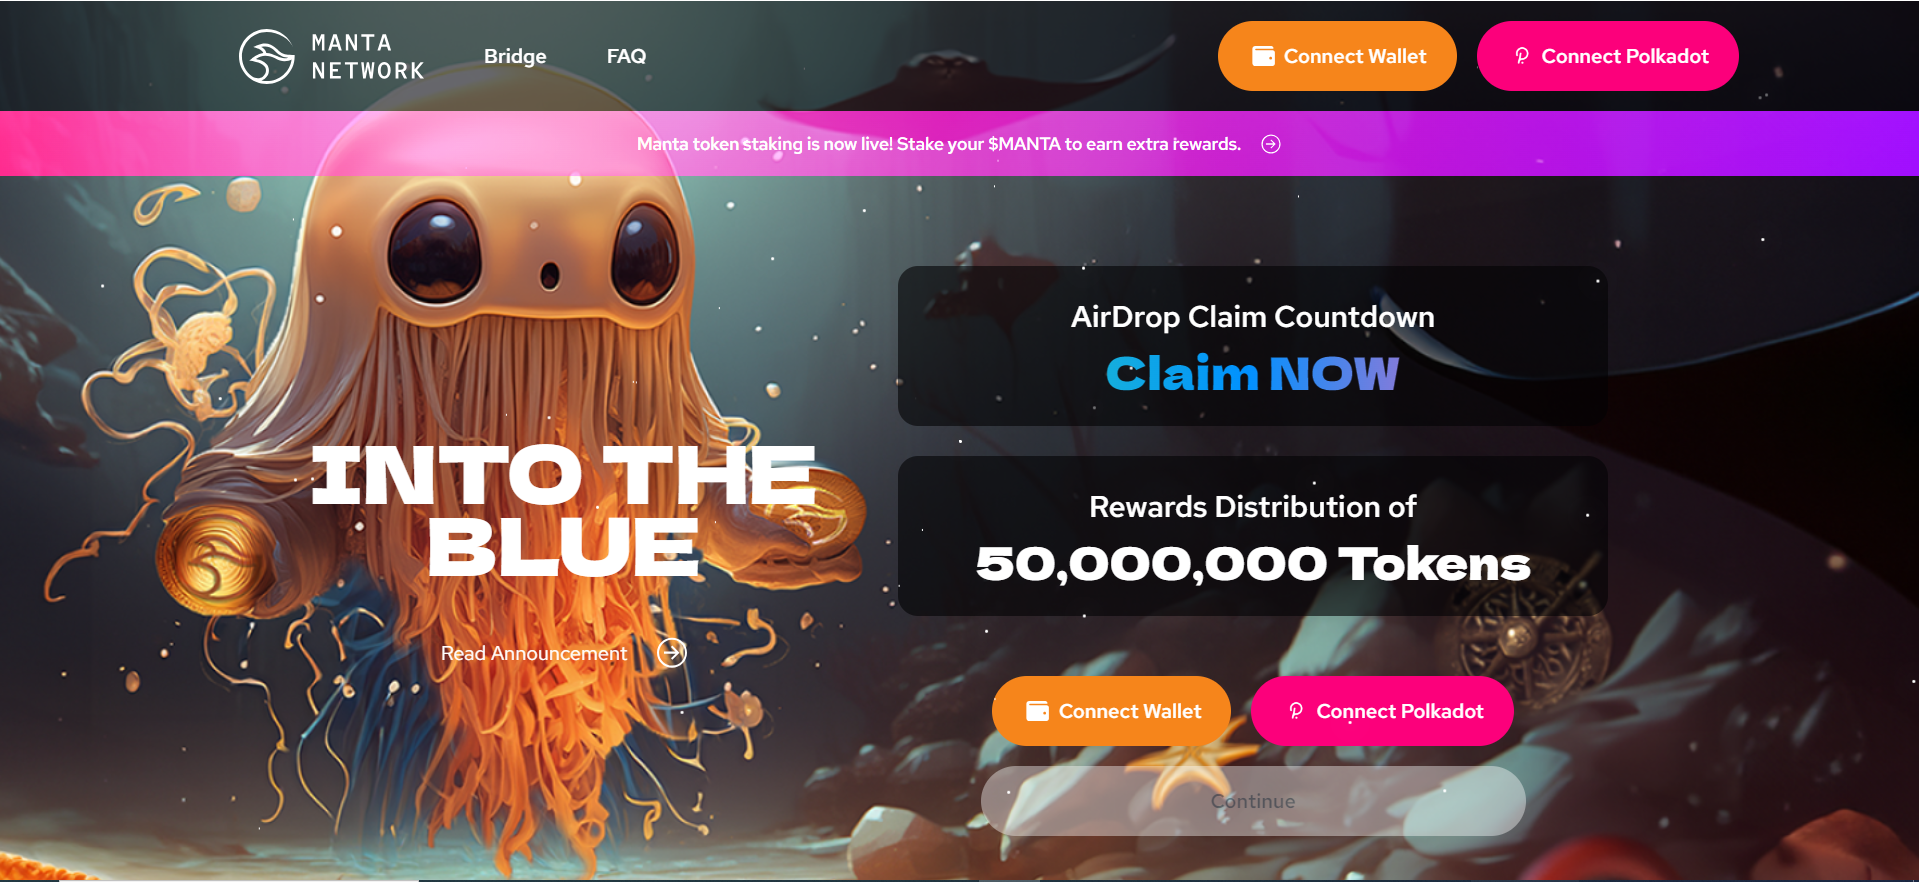 MANTA
NETWORK
Bridge
FAQ
Connect Wallet
Connect Polkadot
Manta token staking is now live! Stake your $MANTA to earn extra rewards.
INTO THE
BLUE
Read Announcement
AirDrop Claim Countdown
Claim NOW
Rewards Distribution of
50,000,000 Tokens
Connect Wallet
Connect Polkadot
Continue